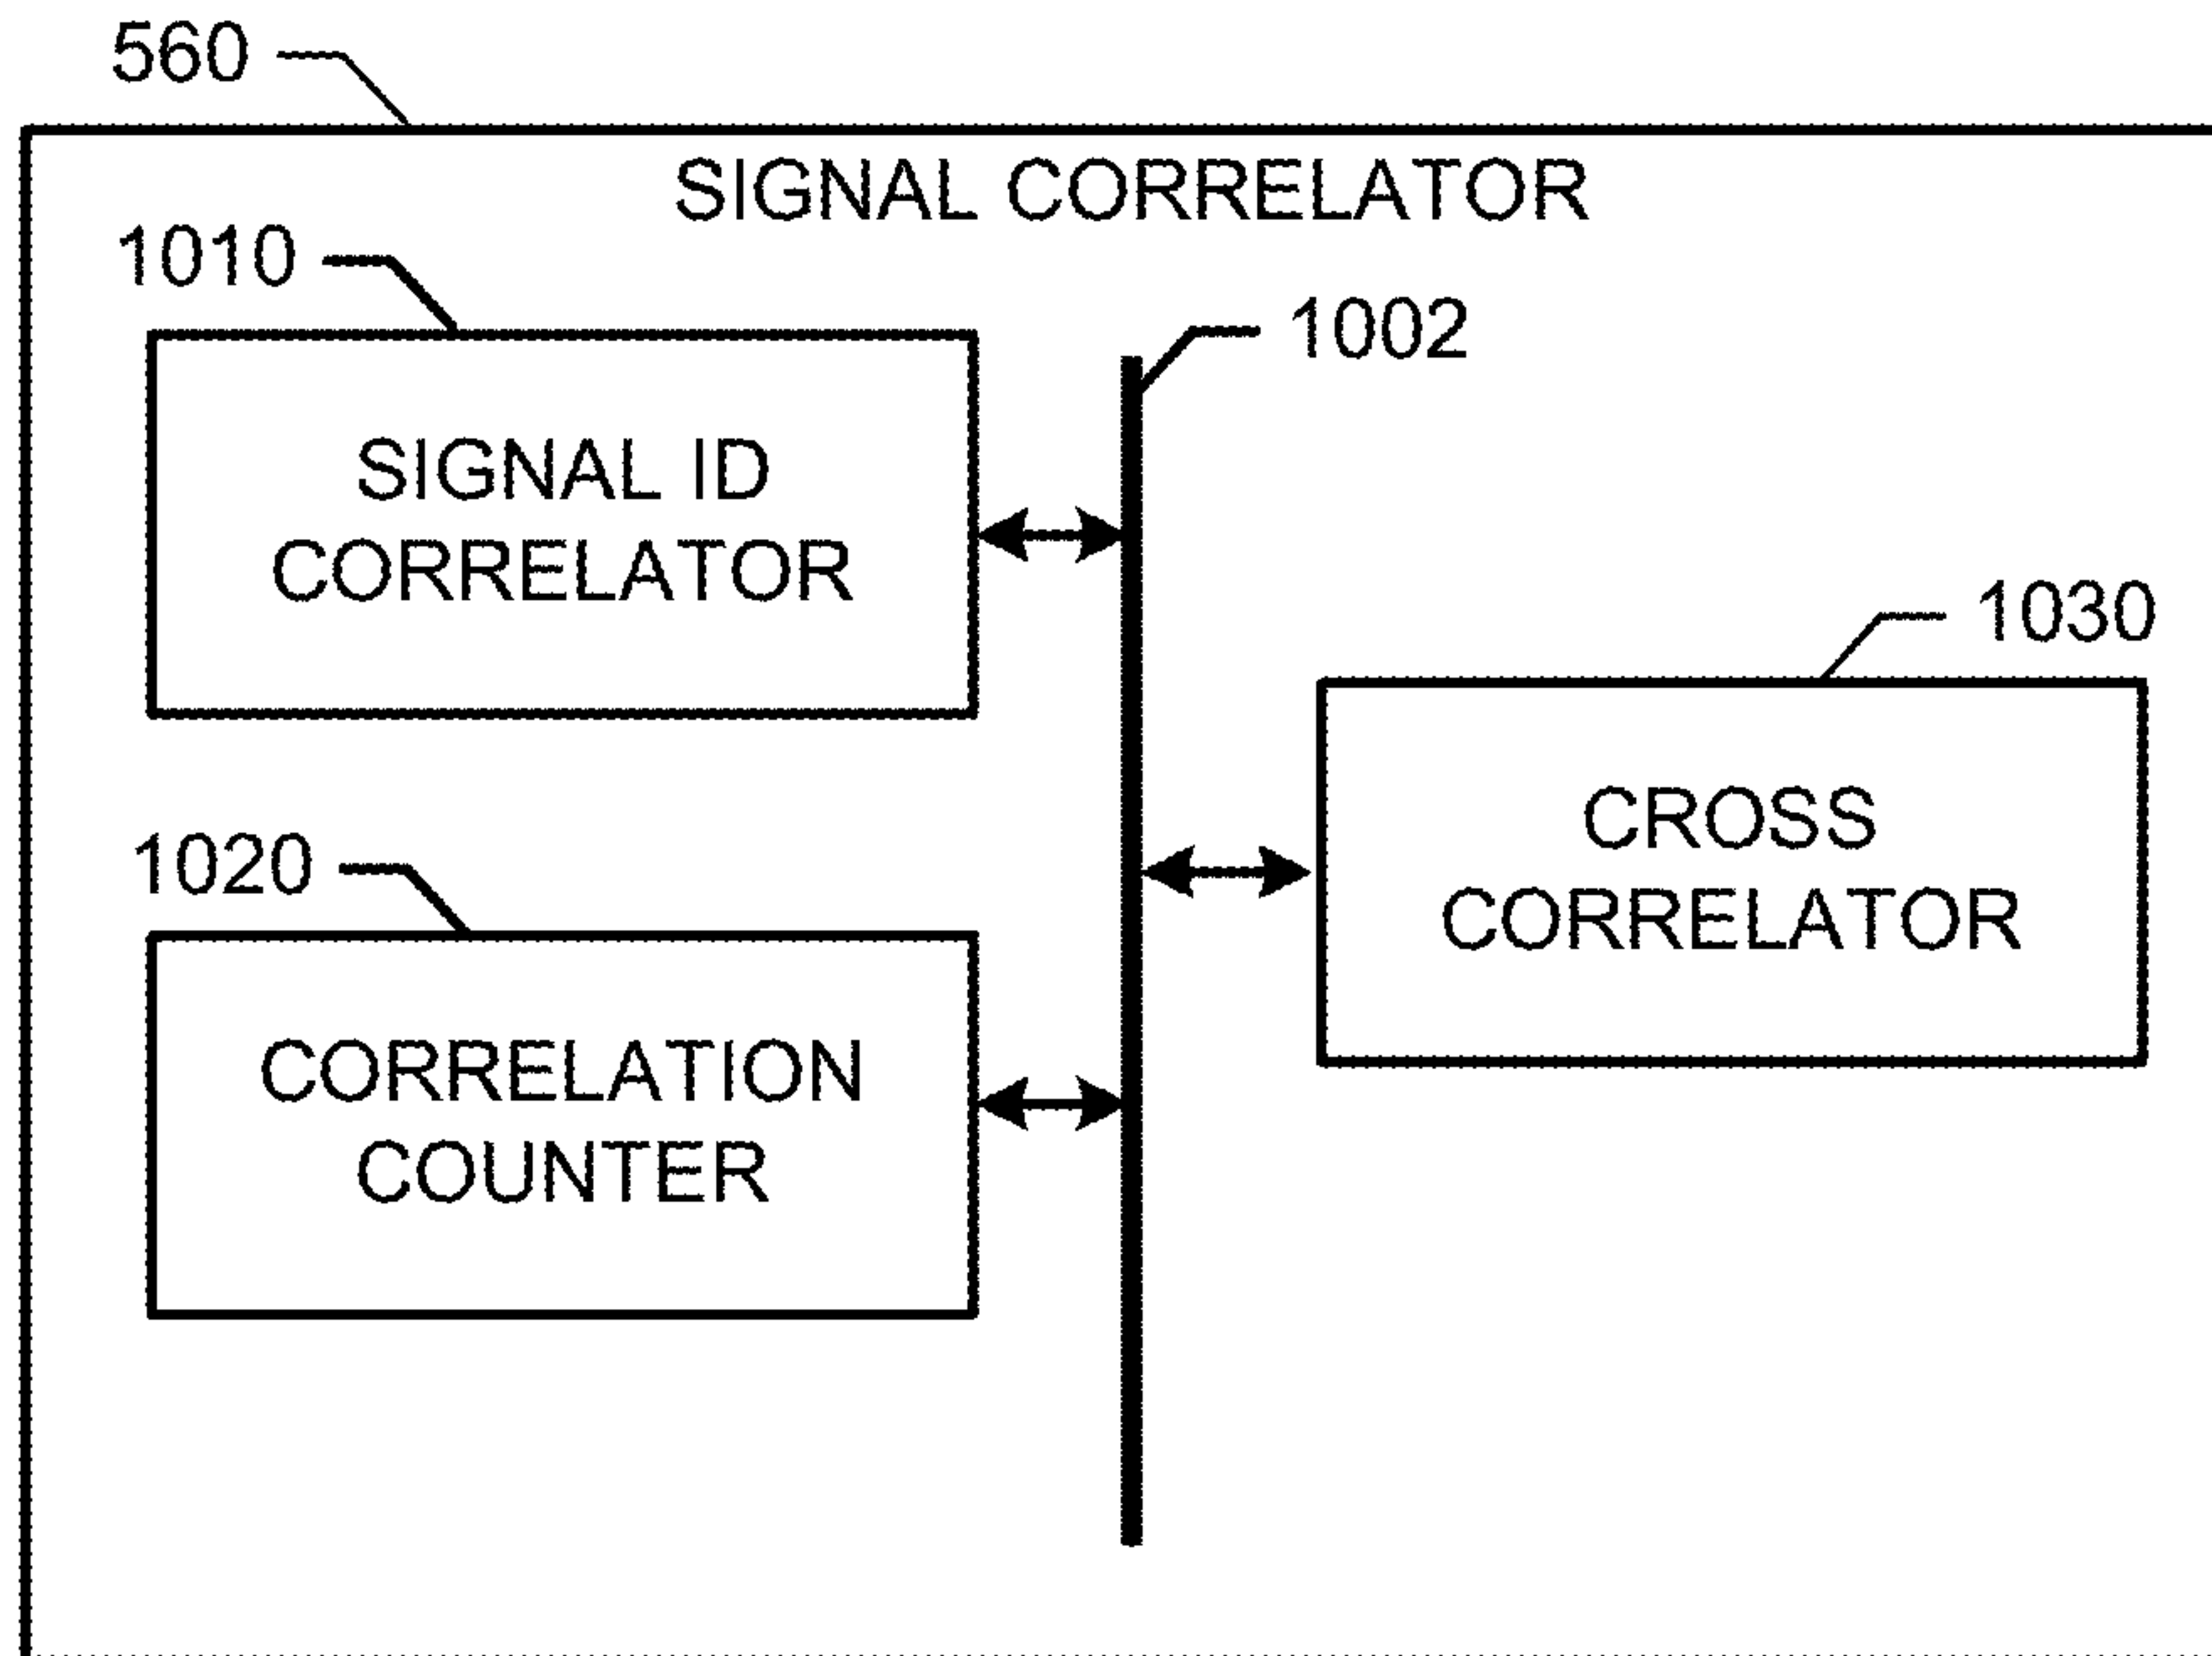 560
SIGNAL CORRELATOR
1010
1002
SIGNAL ID
CORRELATOR
1030
CROSS
CORRELATOR
1020
CORRELATION
COUNTER